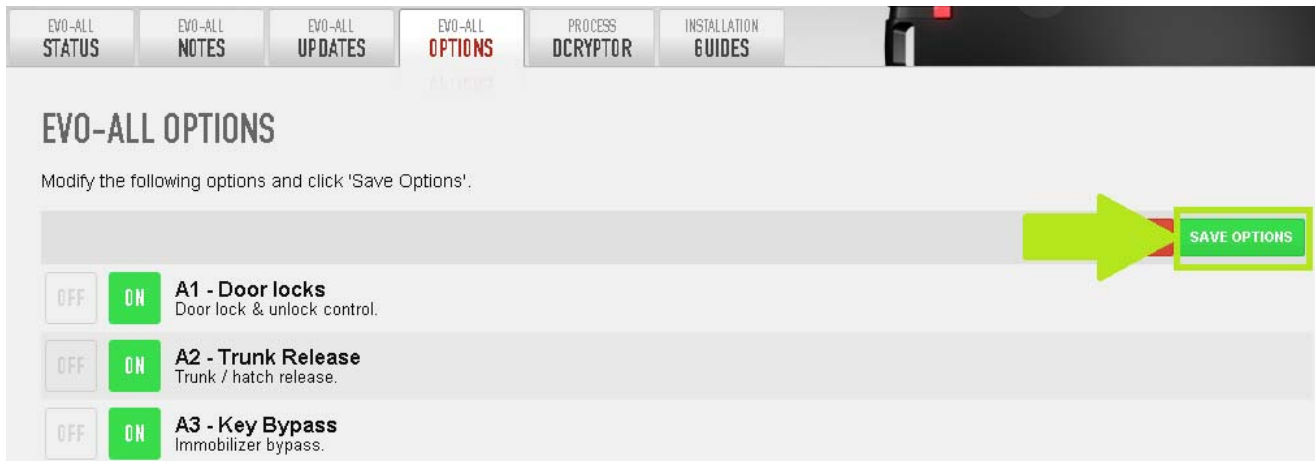 EVO-ALL EVO-ALL EVO-ALL EVO-ALL PROCESS INSTALLATION
STATUS NOTES UPDATES OPTIONS DCRYPTOR GUIDES
EVO-ALL OPTIONS
Modify the following options and click 'Save Options'.
SAVE OPTIONS
OFF ON A1 - Door locks
Door lock & unlock control.
OFF ON A2 - Trunk Release
Trunk / hatch release.
OFF ON A3 - Key Bypass
Immobilizer bypass.